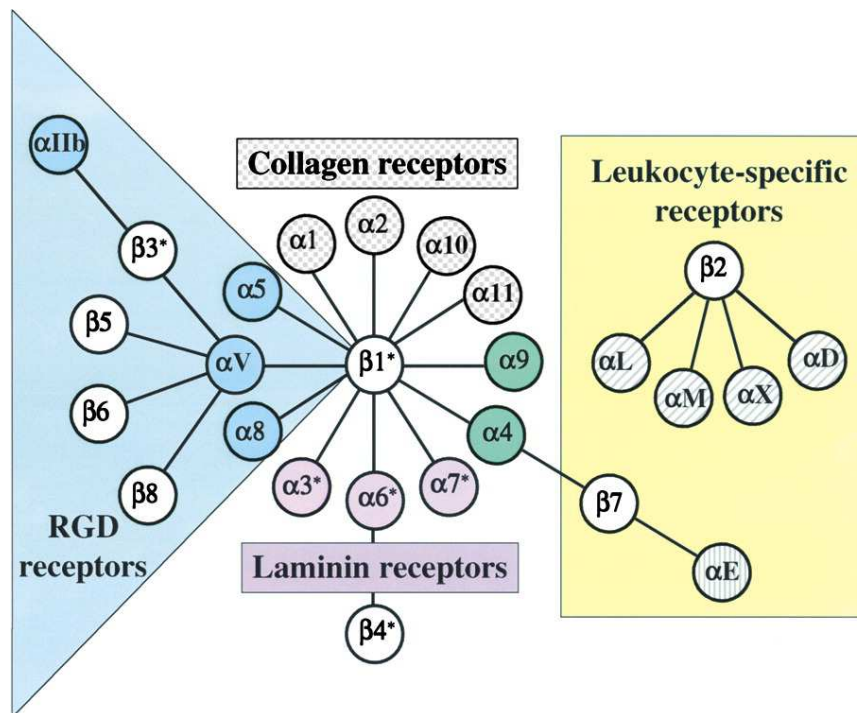 αIIb
Collagen receptors
Leukocyte-specific
receptors
β3*
α1
α2
α10
β2
α5
α11
β5
αV
β1*
α9
αL
αM
αX
αD
β6
α8
α4
β8
α3*
α6*
α7*
β7
RGD
receptors
Laminin receptors
αE
β4*